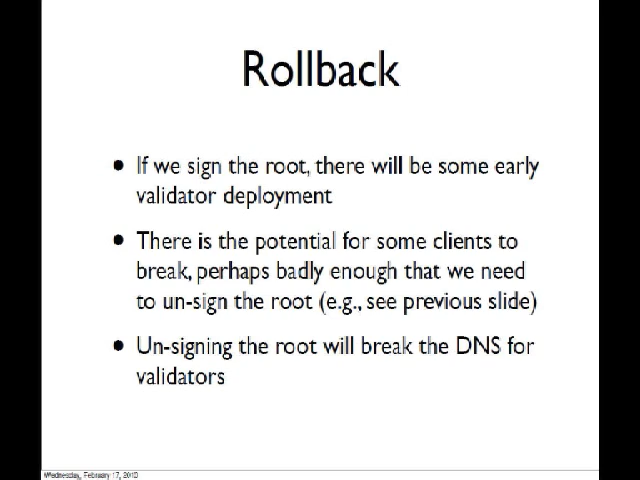 Rollback
• If we sign the root, there will be some early
validator deployment
• There is the potential for some clients to
break, perhaps badly enough that we need
to un-sign the root (e.g., see previous slide)
• Un-signing the root will break the DNS for
validators
Wednesday, February 17, 2010